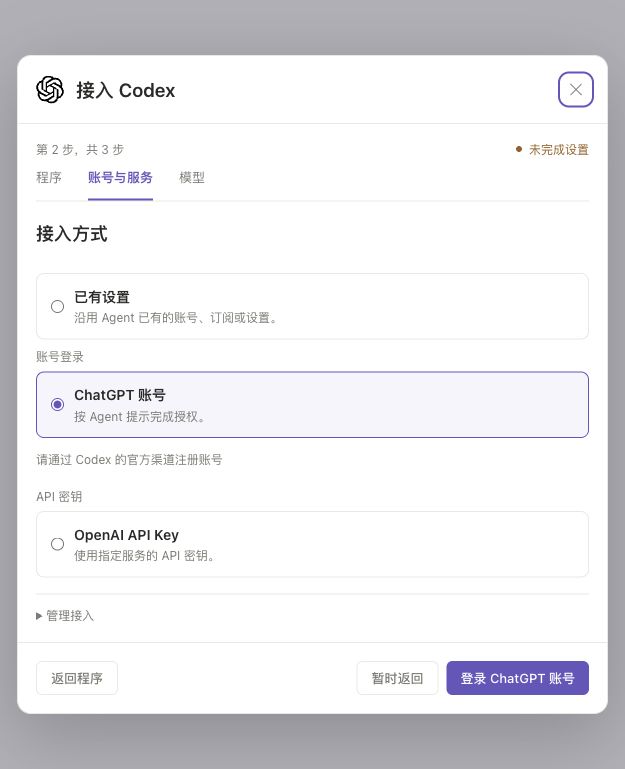 接入 Codex
第 2 步，共 3 步
未完成设置
程序
账号与服务
模型
接入方式
已有设置
沿用 Agent 已有的账号、订阅或设置。
账号登录
ChatGPT 账号
按 Agent 提示完成授权。
请通过 Codex 的官方渠道注册账号
API 密钥
OpenAI API Key
使用指定服务的 API 密钥。
管理接入
返回程序
暂时返回
登录 ChatGPT 账号